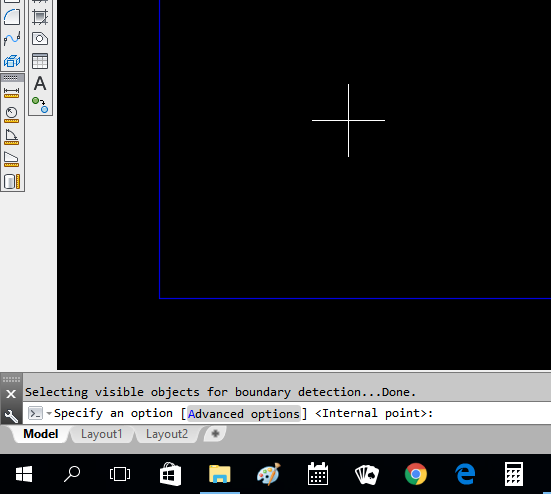 A
Selecting visible objects for boundary detection...Done.
Specify an option [Advanced options] <Internal point>:
Model Layout1 Layout2